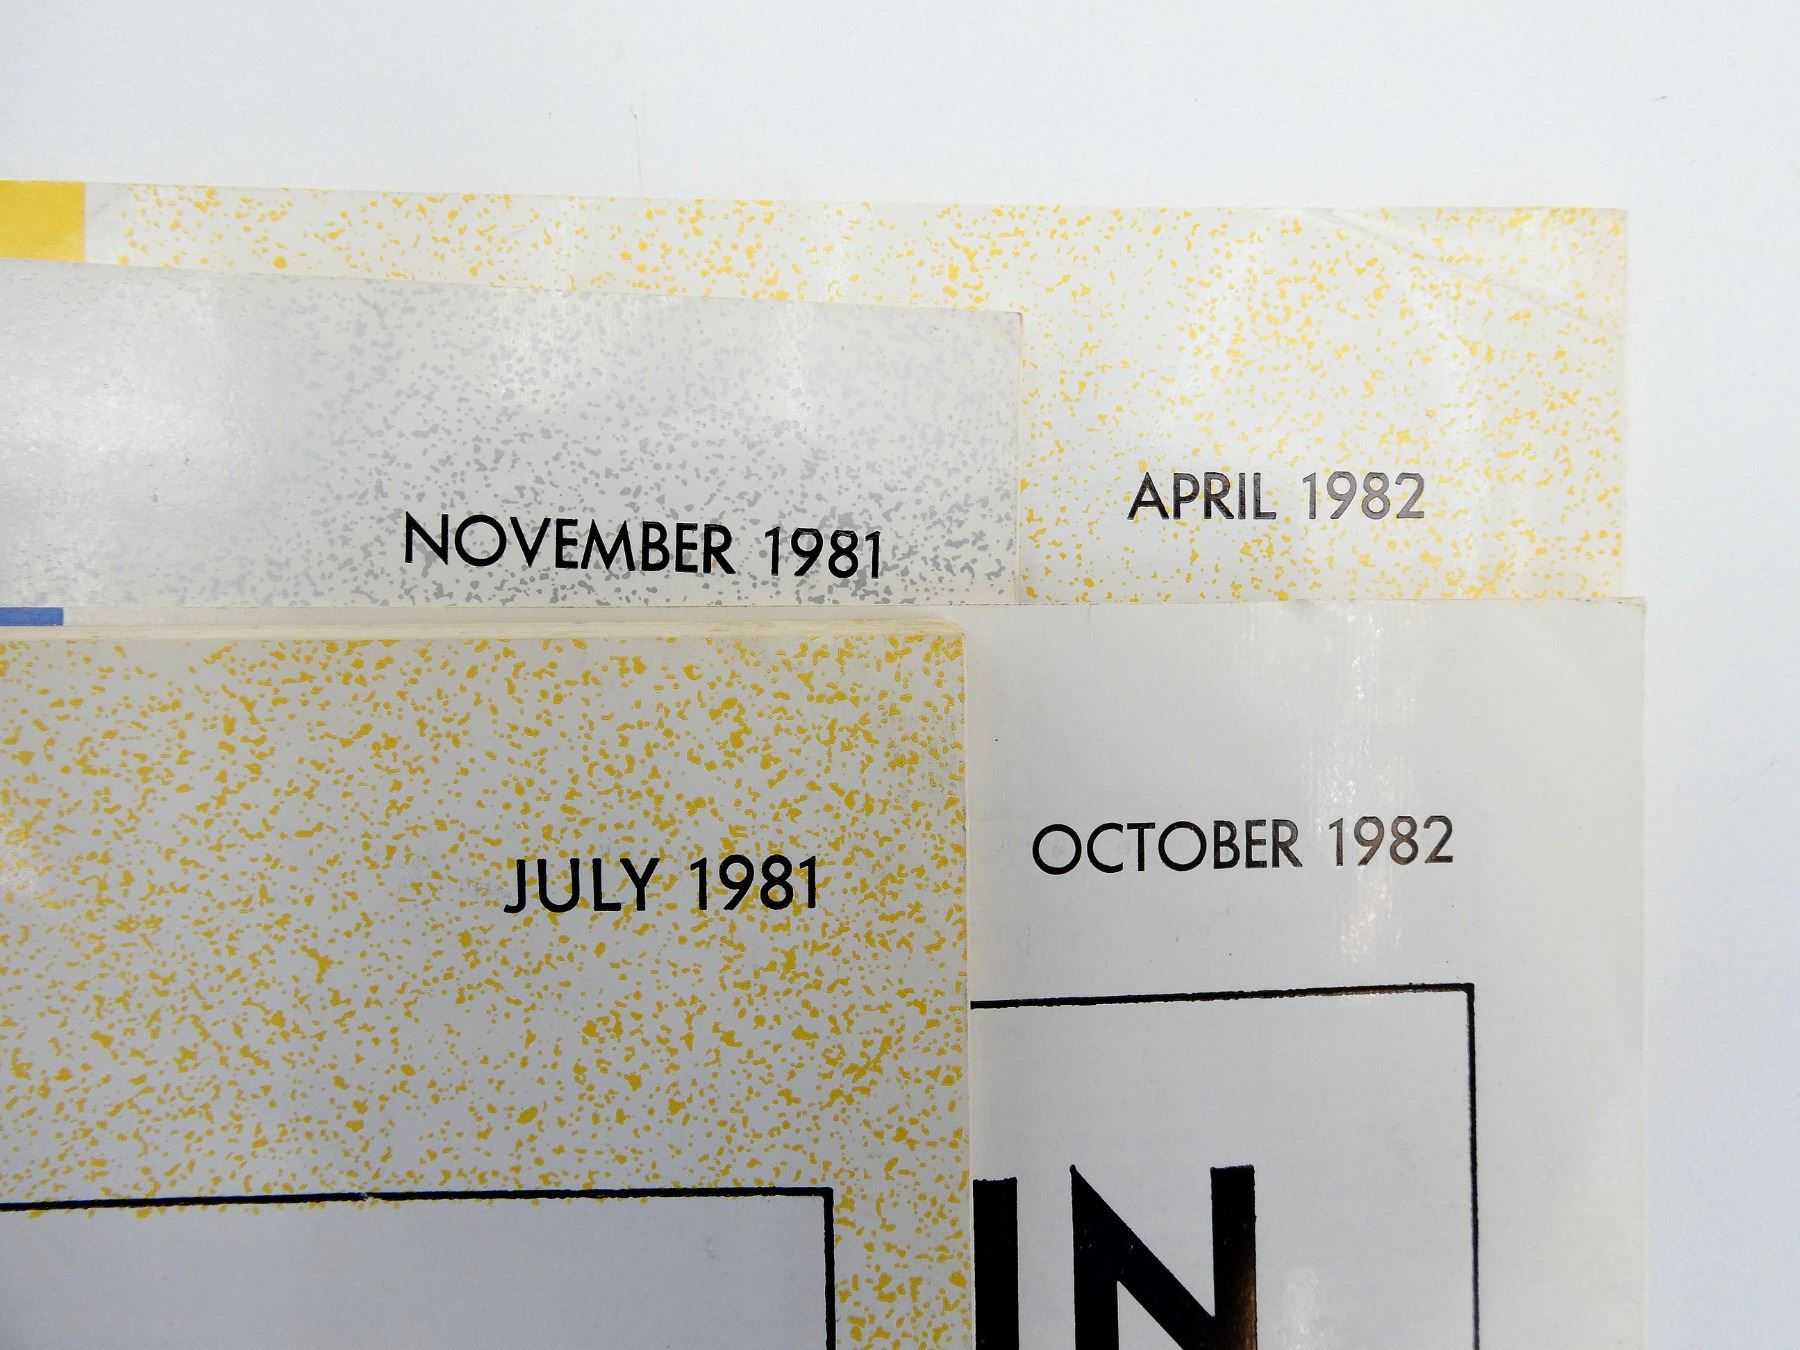 APRIL 1982
NOVEMBER 1981
OCTOBER 1982
JULY 1981
IN